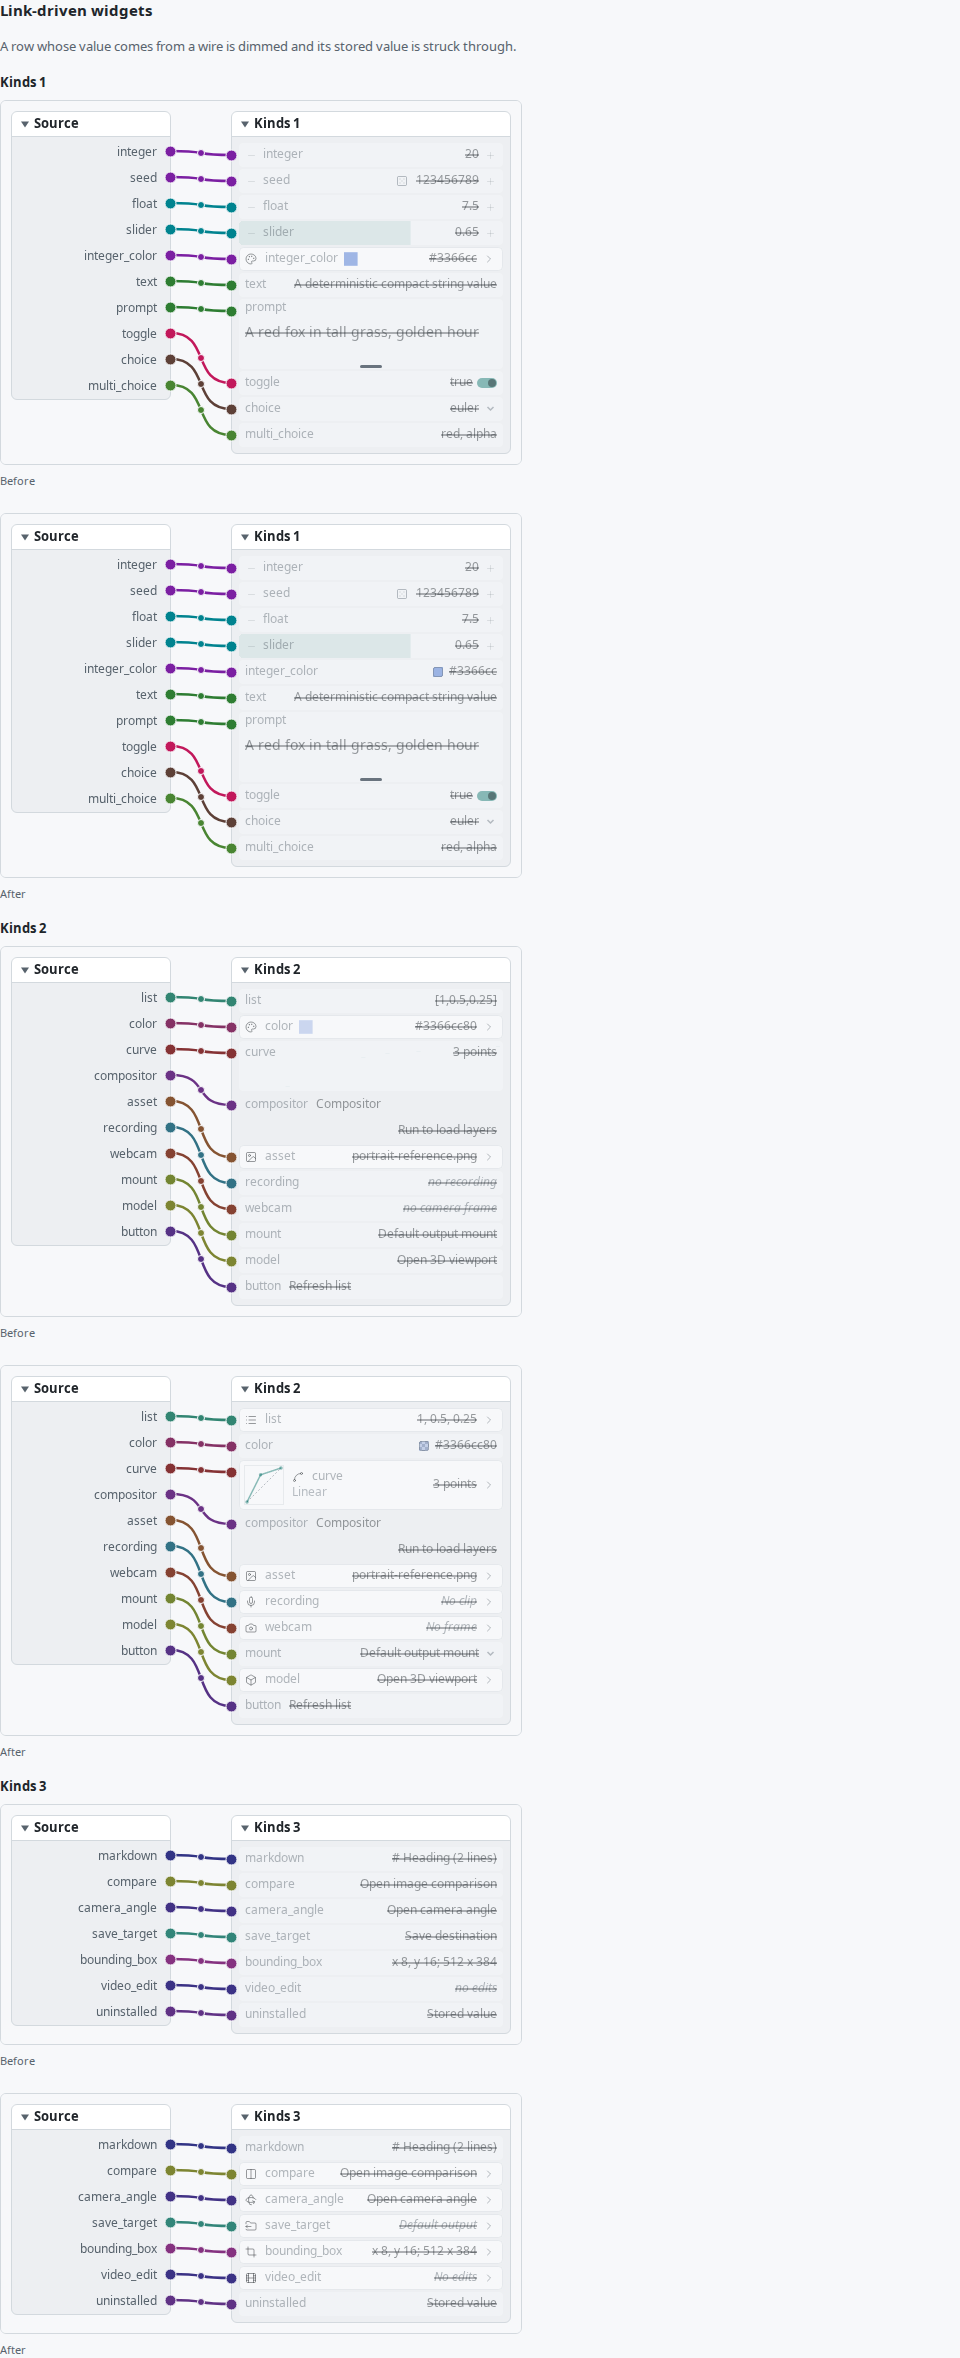 Link-driven widgets
A row whose value comes from a wire is dimmed and its stored value is struck through.
Kinds 1
Source
integer
seed
float
slider
integer_color
text
prompt
toggle
choice
multi_choice
Kinds 1
integer 20
seed 123456789
float 7.5
slider 0.65
integer_color #3366cc
text A deterministic compact string value
prompt
A red fox in tall grass, golden hour
toggle true
choice euler
multi_choice red, alpha
Before
Source
integer
seed
float
slider
integer_color
text
prompt
toggle
choice
multi_choice
Kinds 1
integer 20
seed 123456789
float 7.5
slider 0.65
integer_color #3366cc
text A deterministic compact string value
prompt
A red fox in tall grass, golden hour
toggle true
choice euler
multi_choice red, alpha
After
Kinds 2
Source
list
color
curve
compositor
asset
recording
webcam
mount
model
button
Kinds 2
list [1,0.5,0.25]
color #3366cc80
curve 3 points
compositor Compositor
Run to load layers
asset portrait-reference.png
recording no recording
webcam no camera frame
mount Default output mount
model Open 3D viewport
button Refresh list
Before
Source
list
color
curve
compositor
asset
recording
webcam
mount
model
button
Kinds 2
list 1, 0.5, 0.25
color #3366cc80
curve 3 points
Linear
compositor Compositor
Run to load layers
asset portrait-reference.png
recording No clip
webcam No frame
mount Default output mount
model Open 3D viewport
button Refresh list
After
Kinds 3
Source
markdown
compare
camera_angle
save_target
bounding_box
video_edit
uninstalled
Kinds 3
markdown # Heading (2 lines)
compare Open image comparison
camera_angle Open camera angle
save_target Save destination
bounding_box x 8, y 16; 512 x 384
video_edit no edits
uninstalled Stored value
Before
Source
markdown
compare
camera_angle
save_target
bounding_box
video_edit
uninstalled
Kinds 3
markdown # Heading (2 lines)
compare Open image comparison
camera_angle Open camera angle
save_target Default output
bounding_box x 8, y 16; 512 x 384
video_edit No edits
uninstalled Stored value
After